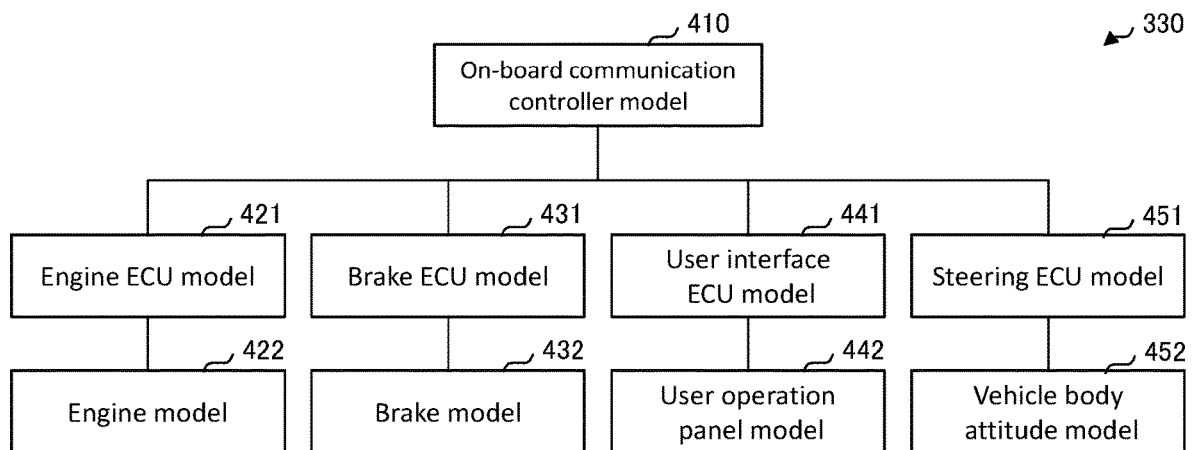 410
330
On-board communication
controller model
421
431
441
451
Engine ECU model
Brake ECU model
User interface
ECU model
Steering ECU model
422
432
442
452
Engine model
Brake model
User operation
panel model
Vehicle body
attitude model